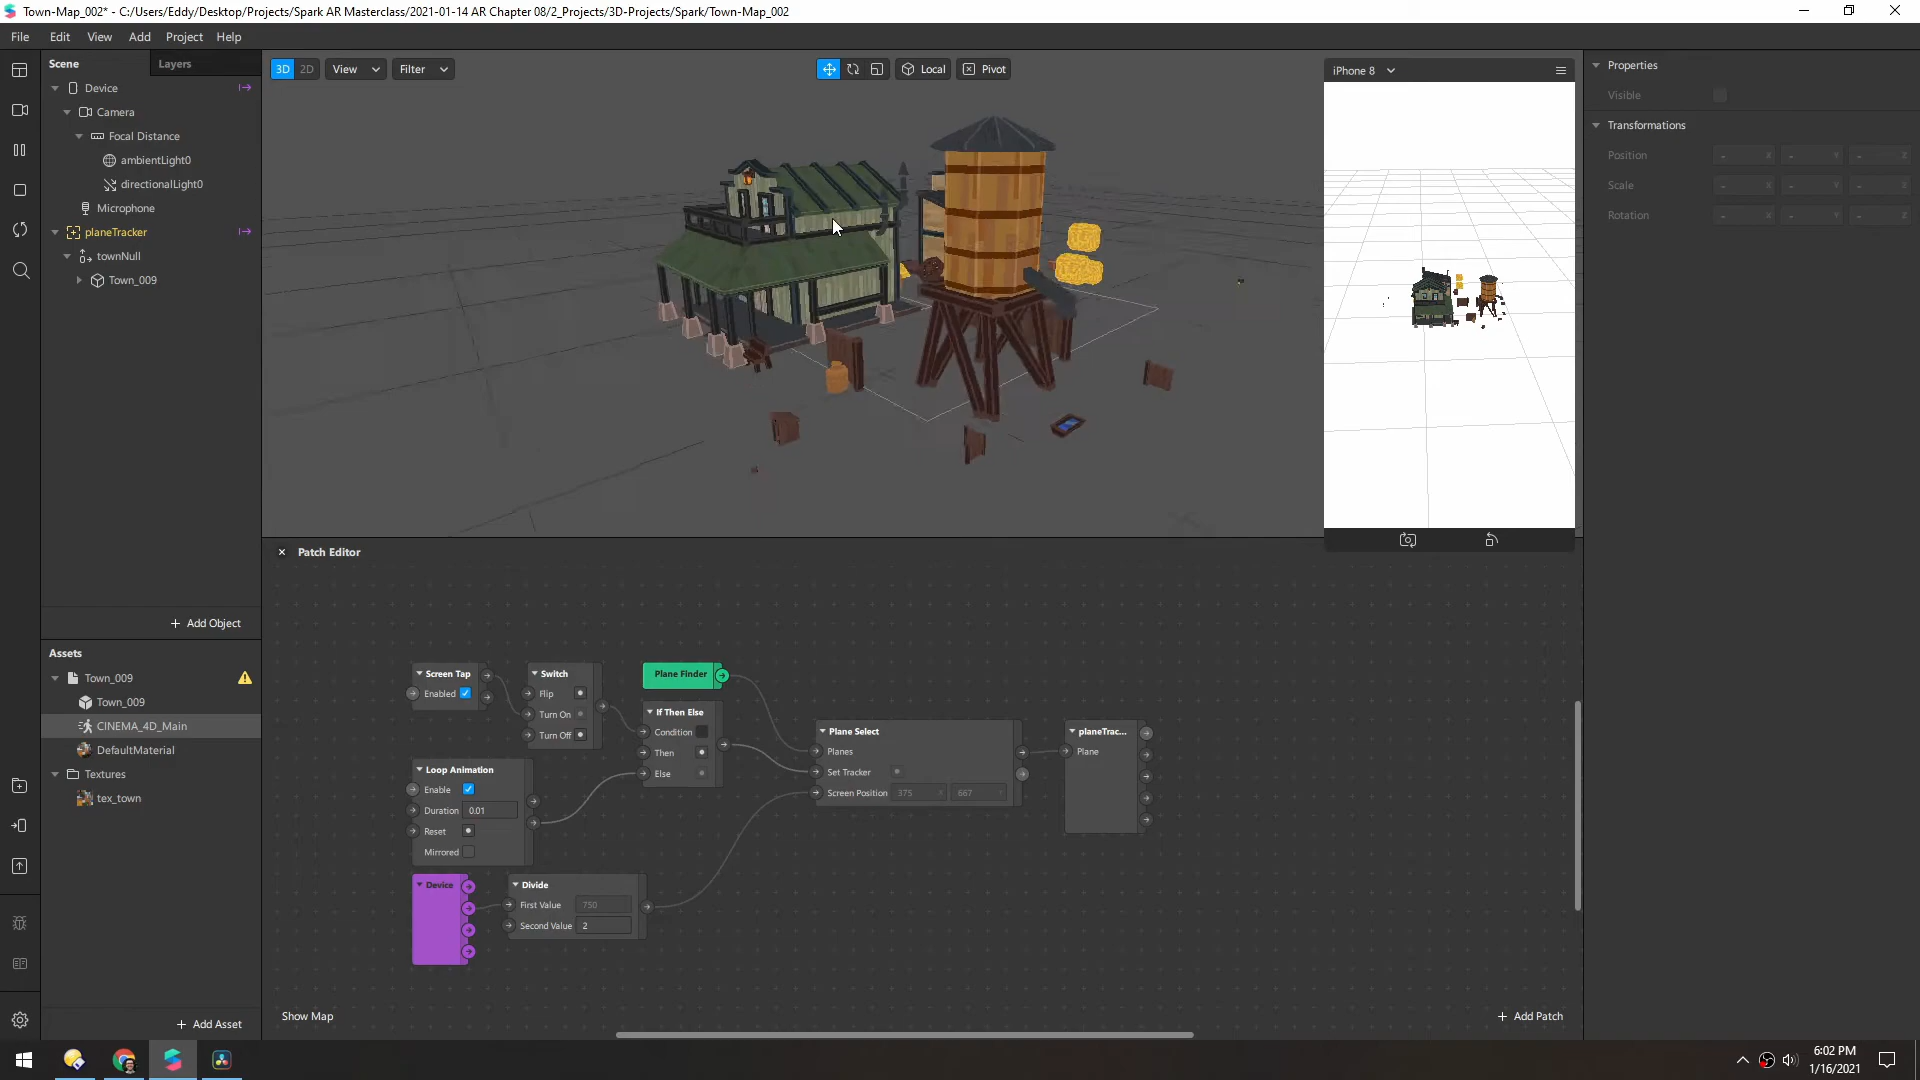 Town-Map_002* - C:/Users/Eddy/Desktop/Projects/Spark AR Masterclass/2021-01-14 AR Chapter 08/2_Projects/3D-Projects/Spark/Town-Map_002
File Edit View Add Project Help
Scene Layers
Device
Camera
Focal Distance
ambientLight0
directionalLight0
Microphone
planeTracker
townNull
Town_009
+ Add Object
Assets
Town_009
Town_009
CINEMA_4D_Main
DefaultMaterial
Textures
tex_town
+ Add Asset
3D 2D View Filter
Local Pivot
iPhone 8
Properties
Visible
Transformations
Position - X - Y - Z
Scale - X - Y - Z
Rotation - X - Y - Z
× Patch Editor
Screen Tap
Enabled
Switch
Flip
Turn On
Turn Off
Plane Finder
If Then Else
Condition
Then
Else
Loop Animation
Enable
Duration 0.01
Reset
Mirrored
Device
Divide
First Value 750
Second Value 2
Plane Select
Planes
Set Tracker
Screen Position 375 X 667 Y
planeTrac...
Plane
Show Map
+ Add Patch
6:02 PM
1/16/2021